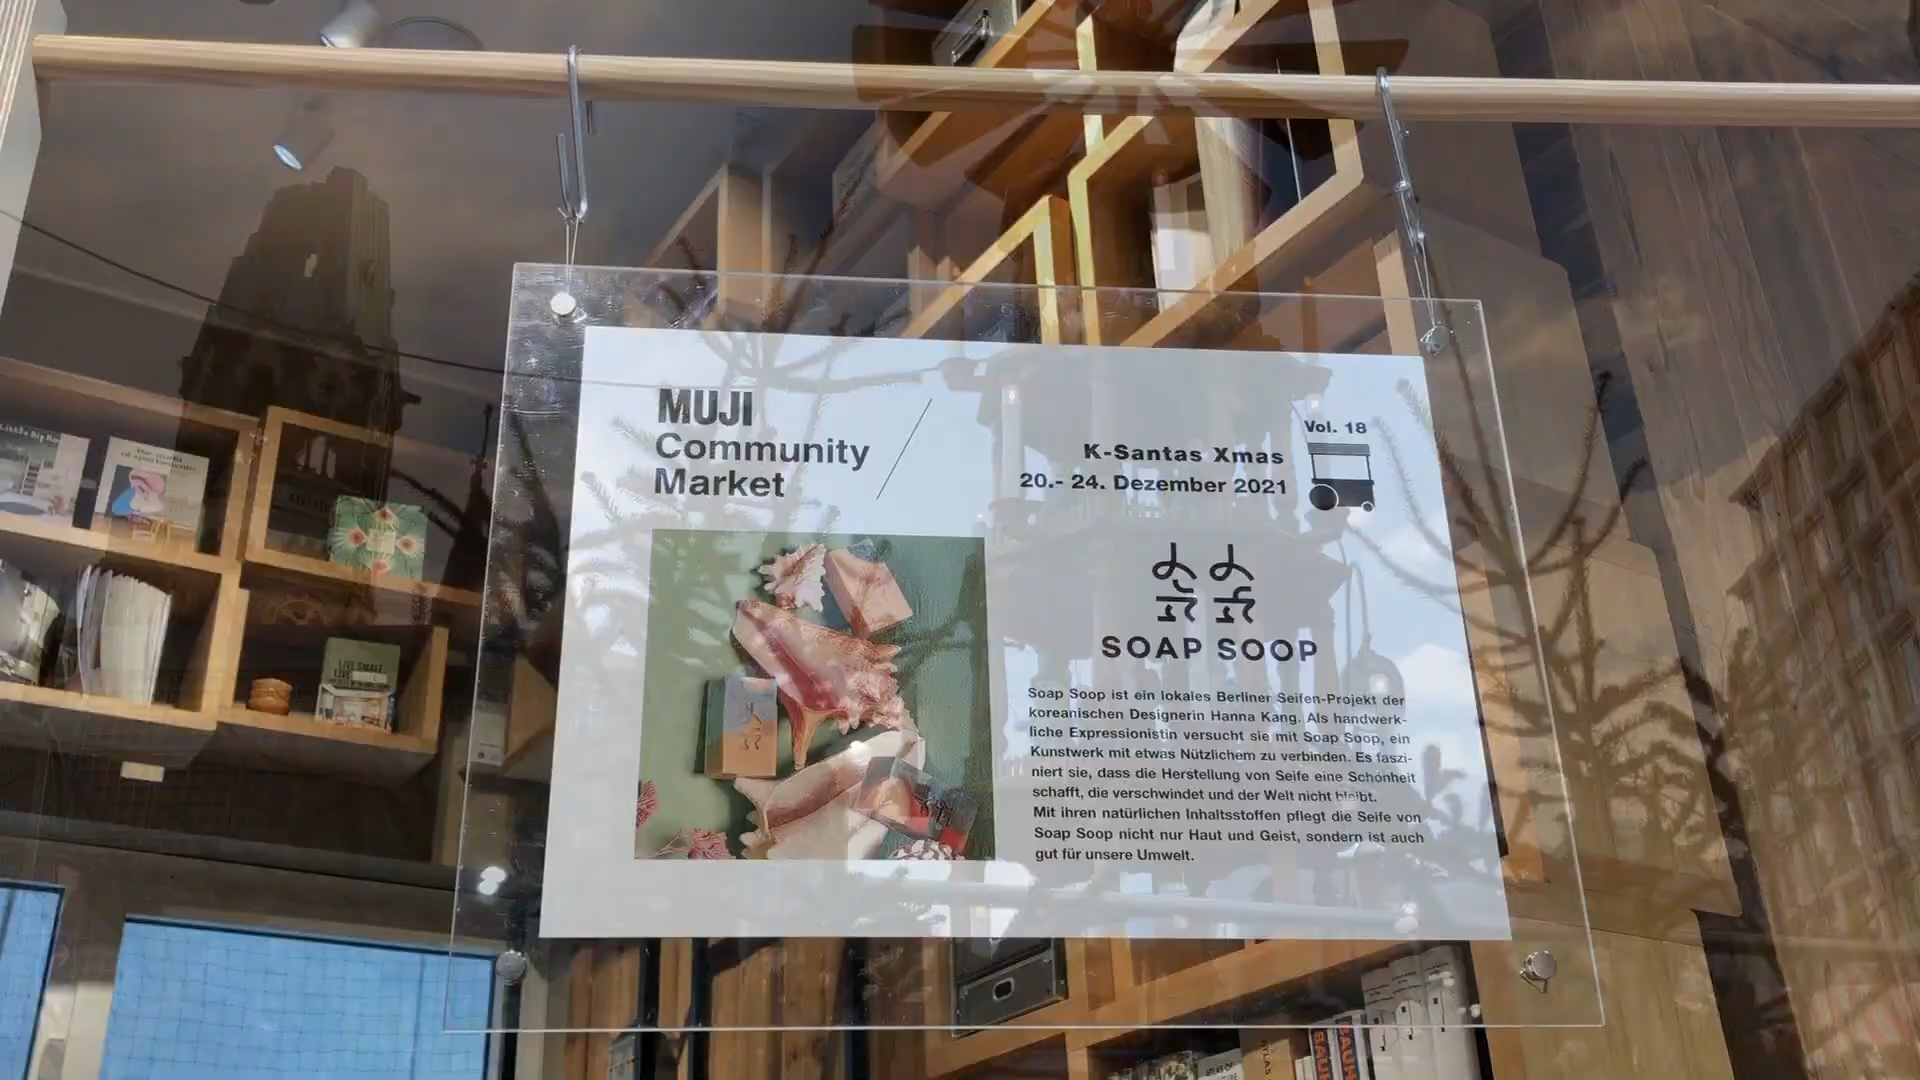 MUJI
Community
Market
Vol. 18
K-Santas Xmas
20.- 24. Dezember 2021
SOAP SOOP
Soap Soop ist ein lokales Berliner Seifen-Projekt der
koreanischen Designerin Hanna Kang. Als handwerk-
liche Expressionistin versucht sie mit Soap Soop, ein
Kunstwerk mit etwas Nützlichem zu verbinden. Es faszi-
niert sie, dass die Herstellung von Seife eine Schönheit
schafft, die verschwindet und der Welt nicht bleibt.
Mit ihren natürlichen Inhaltsstoffen pflegt die Seife von
Soap Soop nicht nur Haut und Geist, sondern ist auch
gut für unsere Umwelt.
LIVE SMALL
ATLAS